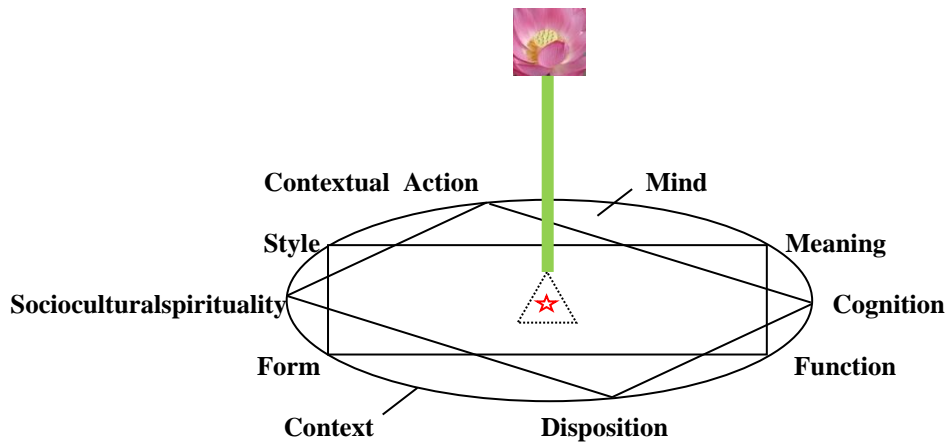 Contextual Action
Mind
Style
Meaning
Socioculturalspirituality
Cognition
Form
Function
Context
Disposition